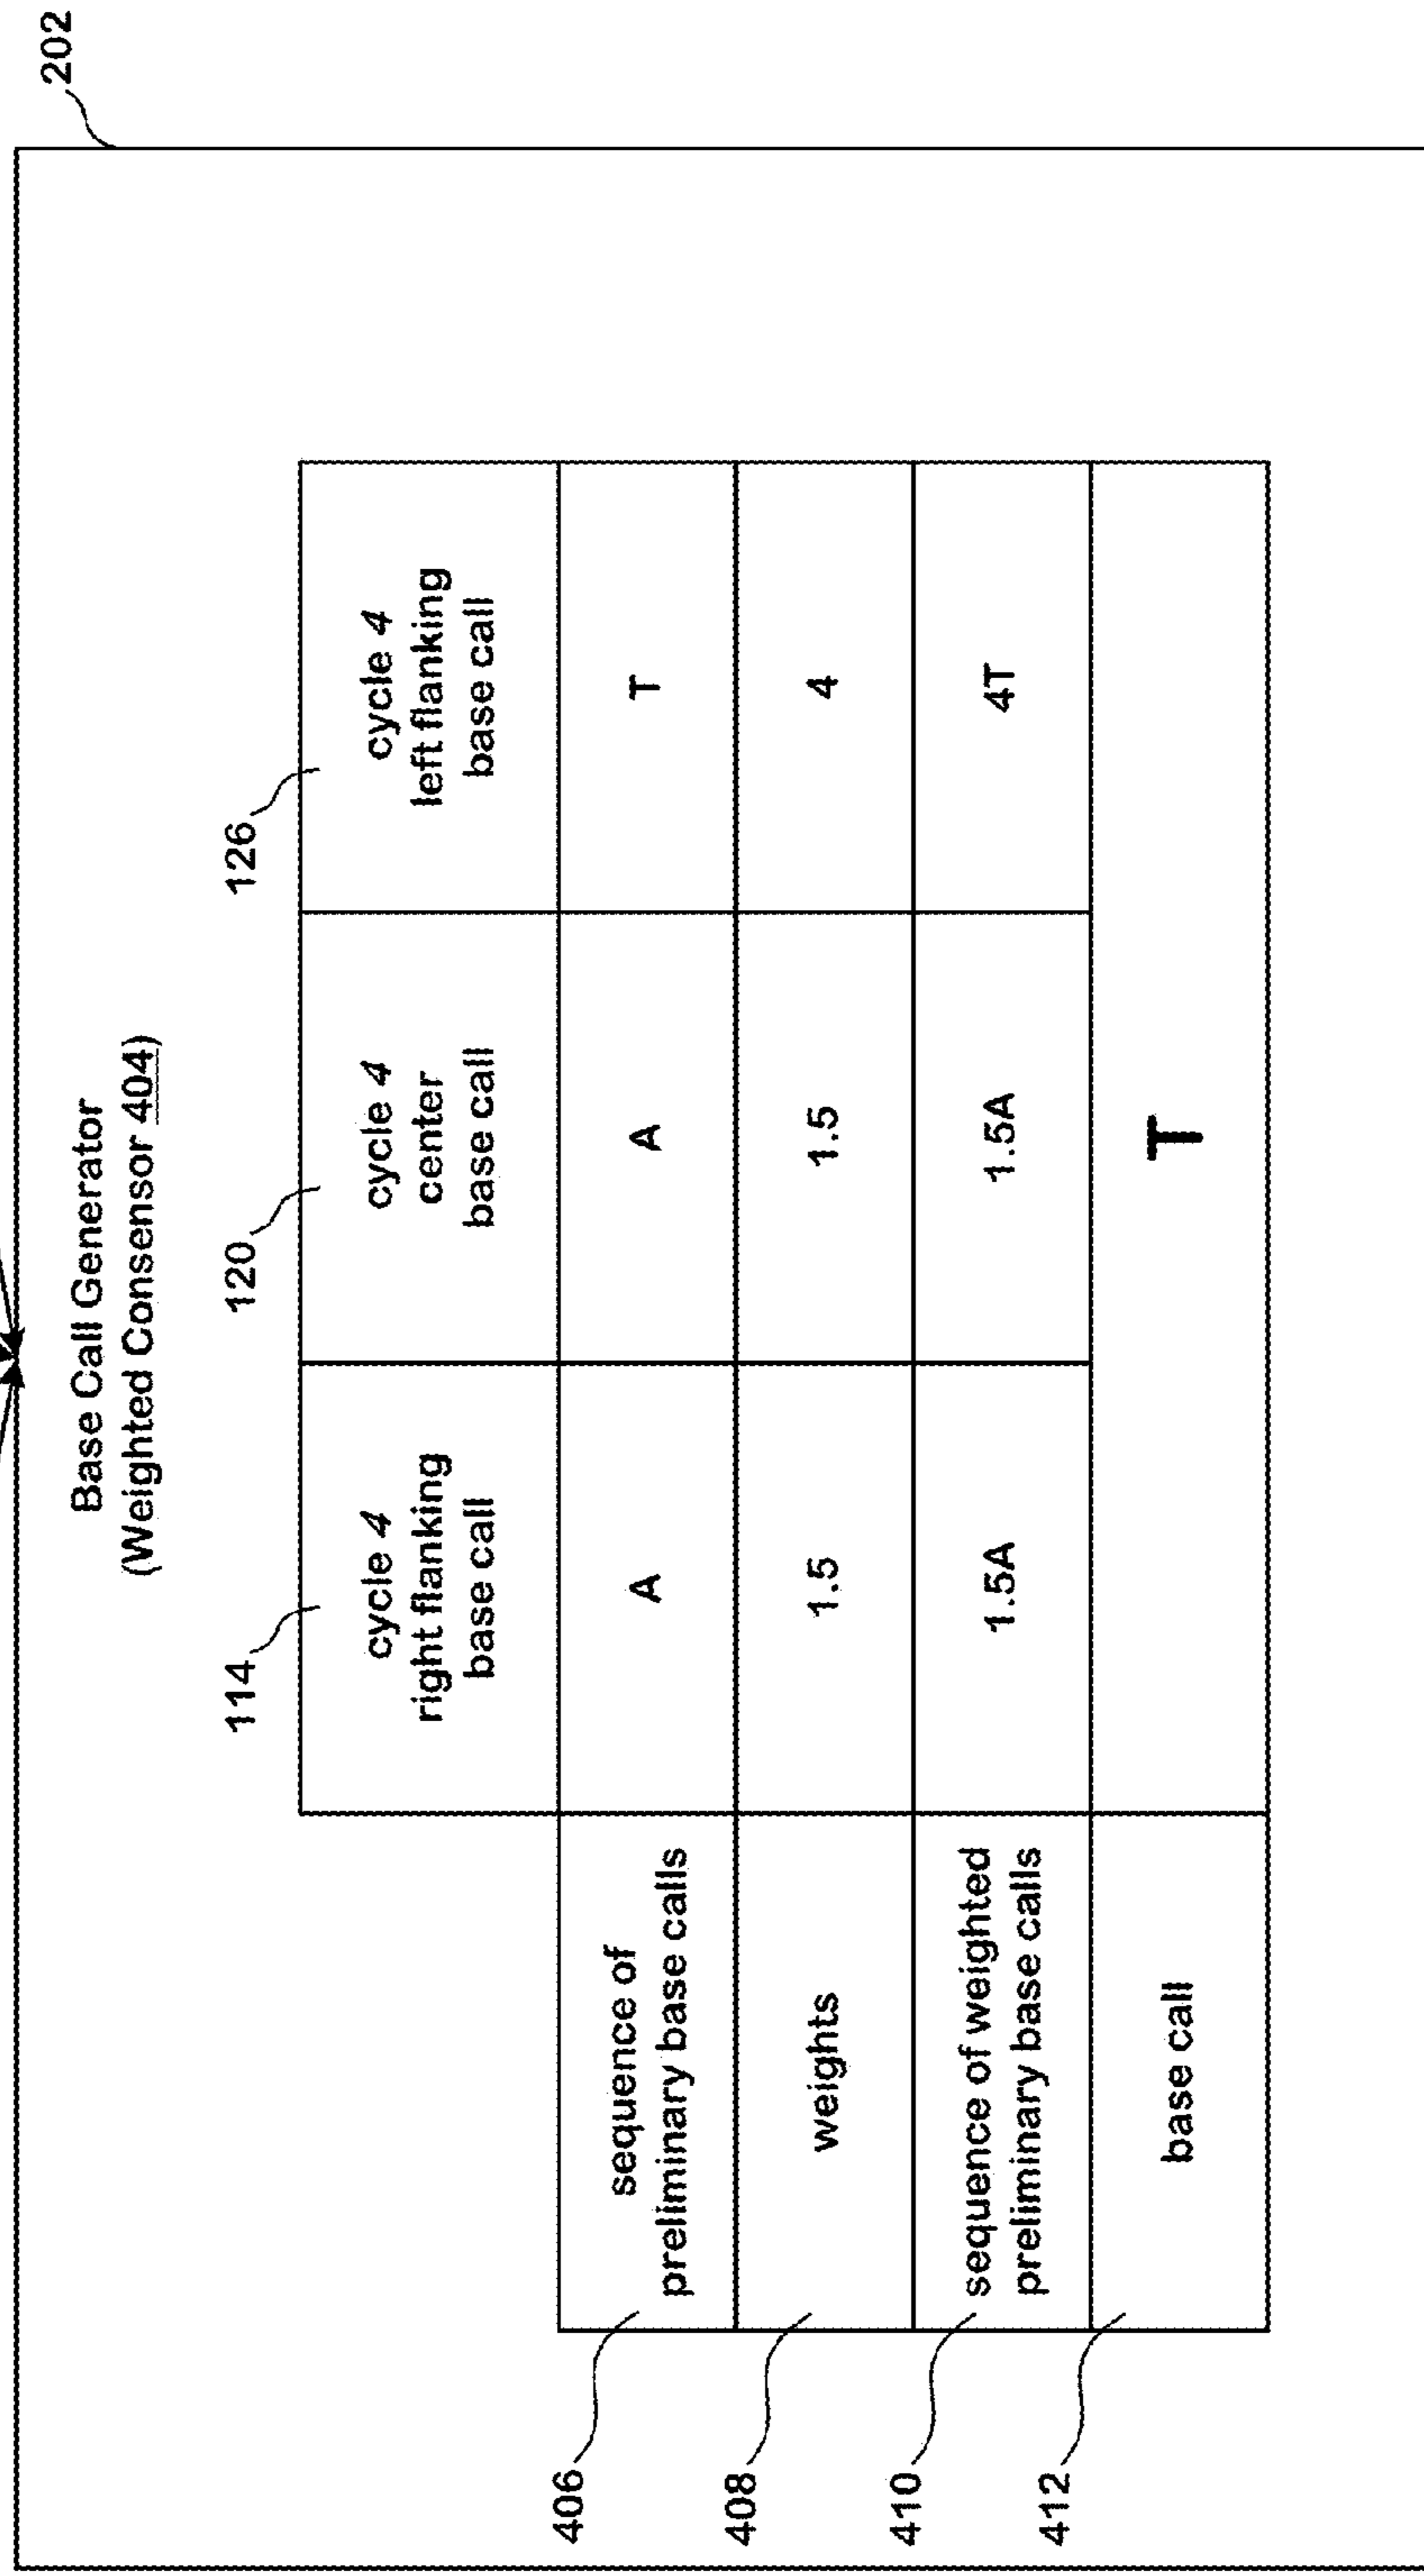 202
Base Call Generator
(Weighted Consensor 404)
114
120
126
cycle 4
right flanking
base call
cycle 4
center
base call
cycle 4
left flanking
base call
406
sequence of
preliminary base calls
A
A
T
408
weights
1.5
1.5
4
410
sequence of weighted
preliminary base calls
1.5A
1.5A
4T
412
base call
T